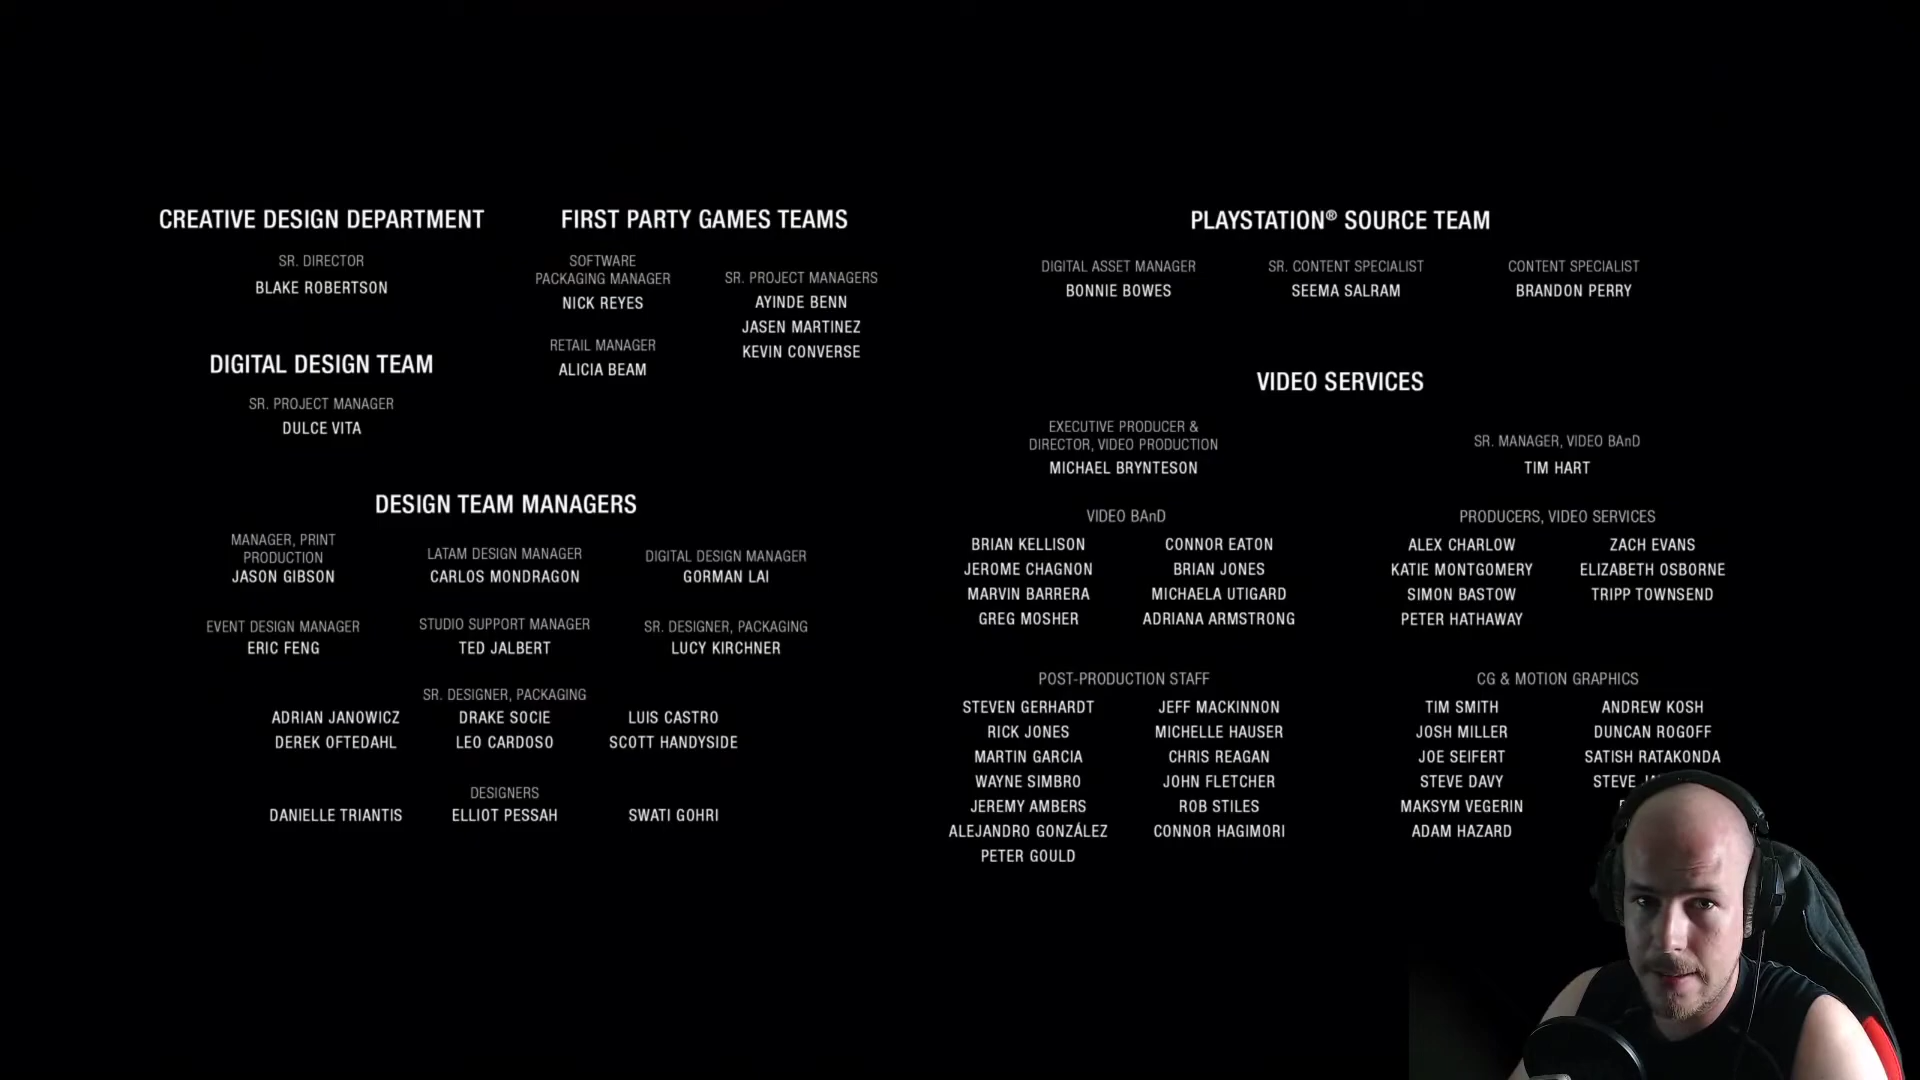 CREATIVE DESIGN DEPARTMENT
SR. DIRECTOR
BLAKE ROBERTSON
DIGITAL DESIGN TEAM
SR. PROJECT MANAGER
DULCE VITA
FIRST PARTY GAMES TEAMS
SOFTWARE
PACKAGING MANAGER
NICK REYES
RETAIL MANAGER
ALICIA BEAM
SR. PROJECT MANAGERS
AYINDE BENN
JASEN MARTINEZ
KEVIN CONVERSE
DESIGN TEAM MANAGERS
MANAGER, PRINT
PRODUCTION
JASON GIBSON
LATAM DESIGN MANAGER
CARLOS MONDRAGON
DIGITAL DESIGN MANAGER
GORMAN LAI
EVENT DESIGN MANAGER
ERIC FENG
STUDIO SUPPORT MANAGER
TED JALBERT
SR. DESIGNER, PACKAGING
LUCY KIRCHNER
SR. DESIGNER, PACKAGING
ADRIAN JANOWICZ DRAKE SOCIE LUIS CASTRO
DEREK OFTEDAHL LEO CARDOSO SCOTT HANDYSIDE
DESIGNERS
DANIELLE TRIANTIS ELLIOT PESSAH SWATI GOHRI
PLAYSTATION® SOURCE TEAM
DIGITAL ASSET MANAGER
BONNIE BOWES
SR. CONTENT SPECIALIST
SEEMA SALRAM
CONTENT SPECIALIST
BRANDON PERRY
VIDEO SERVICES
EXECUTIVE PRODUCER &
DIRECTOR, VIDEO PRODUCTION
MICHAEL BRYNTESON
SR. MANAGER, VIDEO BAnD
TIM HART
VIDEO BAnD
BRIAN KELLISON CONNOR EATON
JEROME CHAGNON BRIAN JONES
MARVIN BARRERA MICHAELA UTIGARD
GREG MOSHER ADRIANA ARMSTRONG
PRODUCERS, VIDEO SERVICES
ALEX CHARLOW ZACH EVANS
KATIE MONTGOMERY ELIZABETH OSBORNE
SIMON BASTOW TRIPP TOWNSEND
PETER HATHAWAY
POST-PRODUCTION STAFF
STEVEN GERHARDT JEFF MACKINNON
RICK JONES MICHELLE HAUSER
MARTIN GARCIA CHRIS REAGAN
WAYNE SIMBRO JOHN FLETCHER
JEREMY AMBERS ROB STILES
ALEJANDRO GONZÁLEZ CONNOR HAGIMORI
PETER GOULD
CG & MOTION GRAPHICS
TIM SMITH ANDREW KOSH
JOSH MILLER DUNCAN ROGOFF
JOE SEIFERT SATISH RATAKONDA
STEVE DAVY STEVE
MAKSYM VEGERIN
ADAM HAZARD